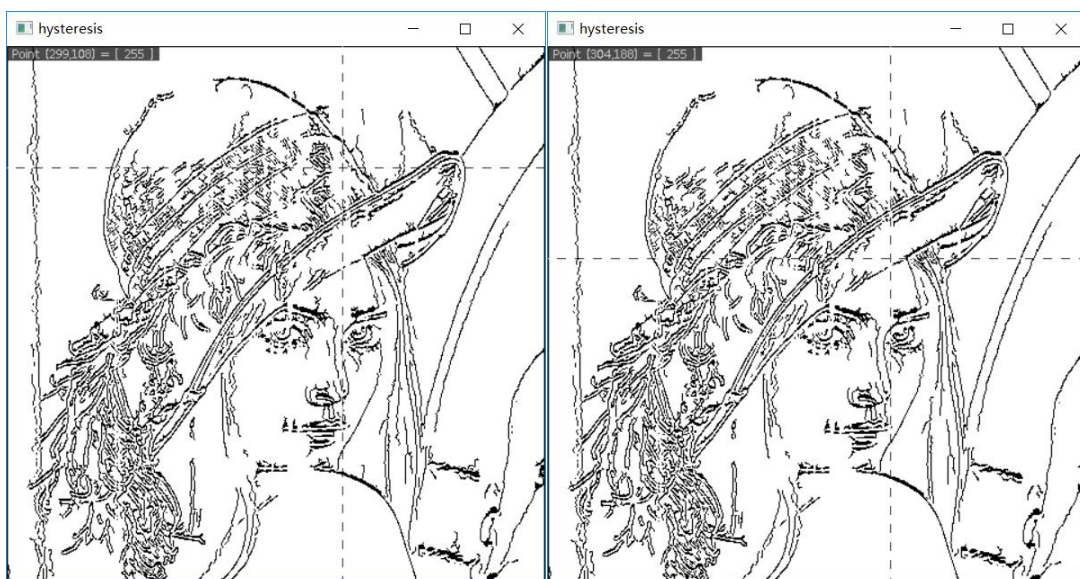 hysteresis
Point (299,108) = [ 255 ]
hysteresis
Point (304,188) = [ 255 ]